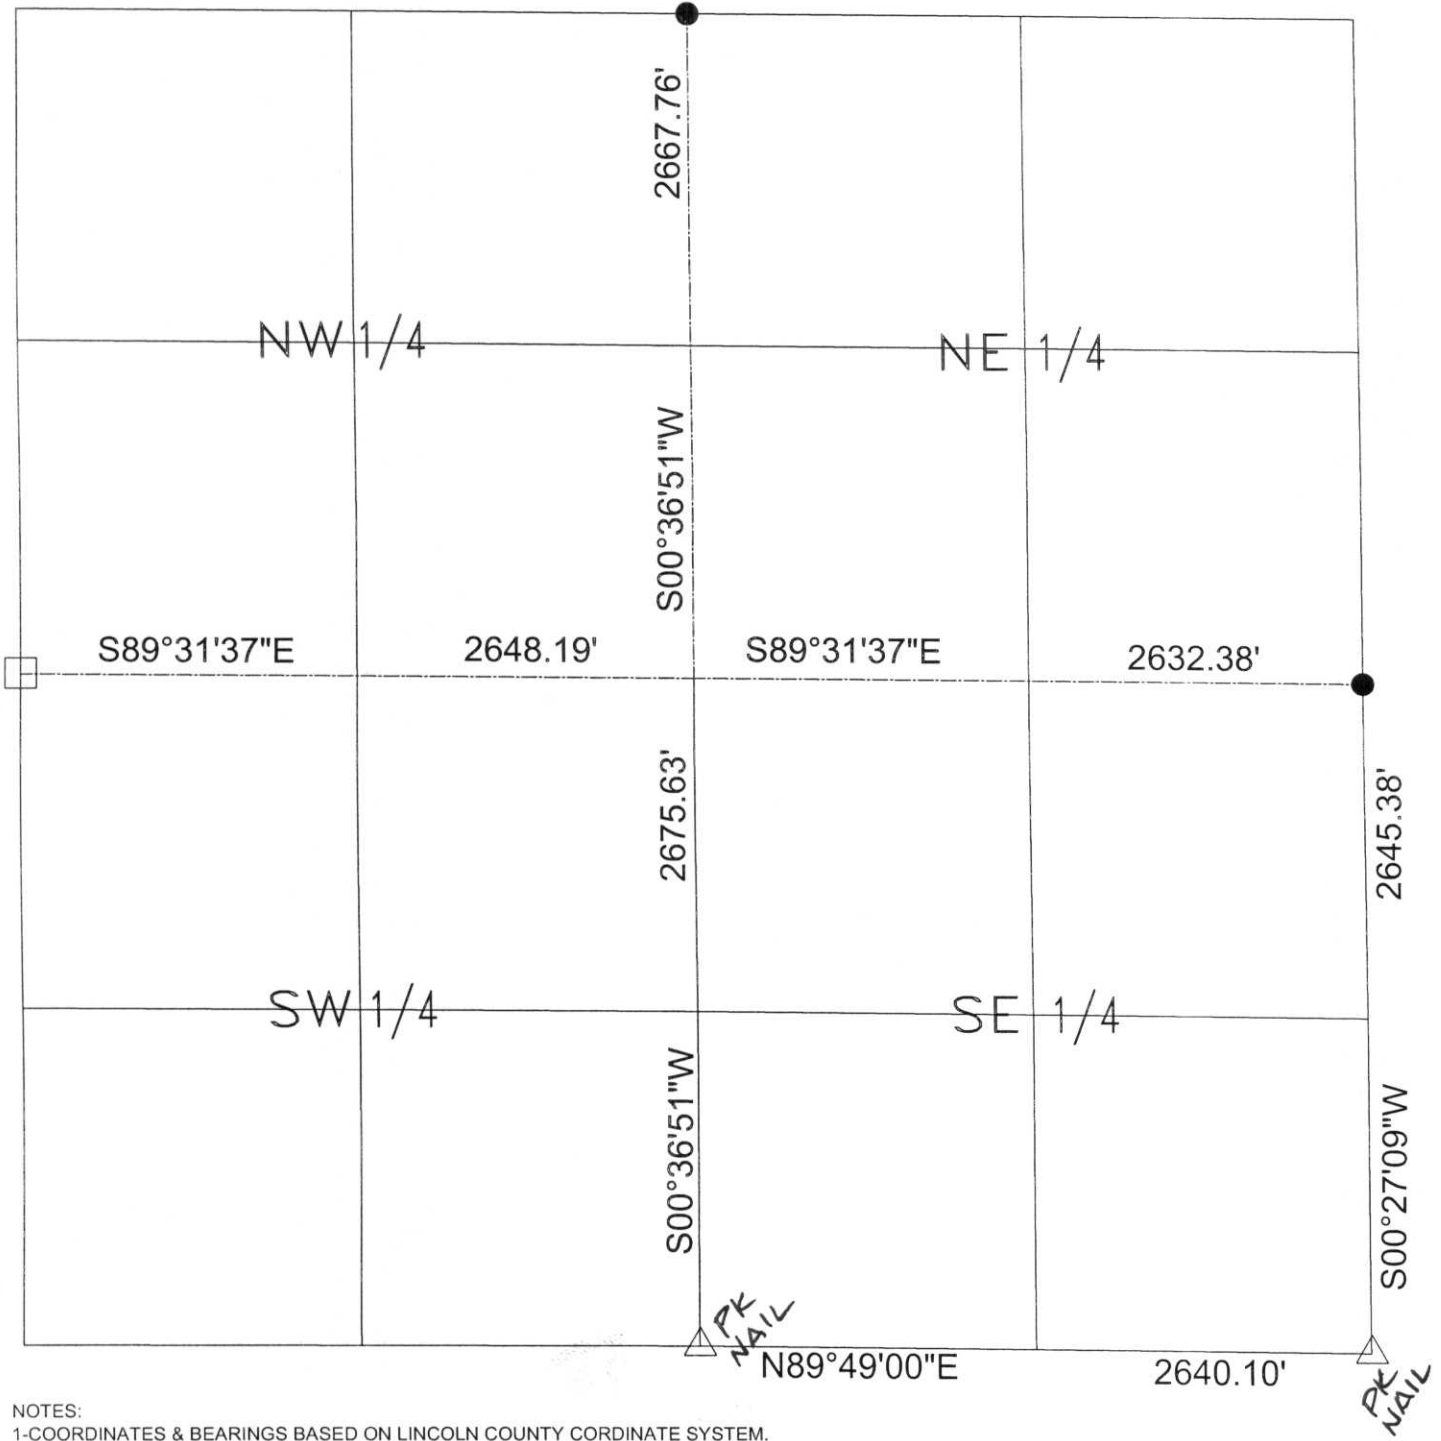 2667.76'
NW 1/4
NE 1/4
S00°36'51"W
S89°31'37"E
2648.19'
S89°31'37"E
2632.38'
2675.63'
2645.38'
SW 1/4
SE 1/4
S00°36'51"W
S00°27'09"W
PK
NAIL
N89°49'00"E
2640.10'
PK
NAIL
NOTES:
1-COORDINATES & BEARINGS BASED ON LINCOLN COUNTY CORDINATE SYSTEM.